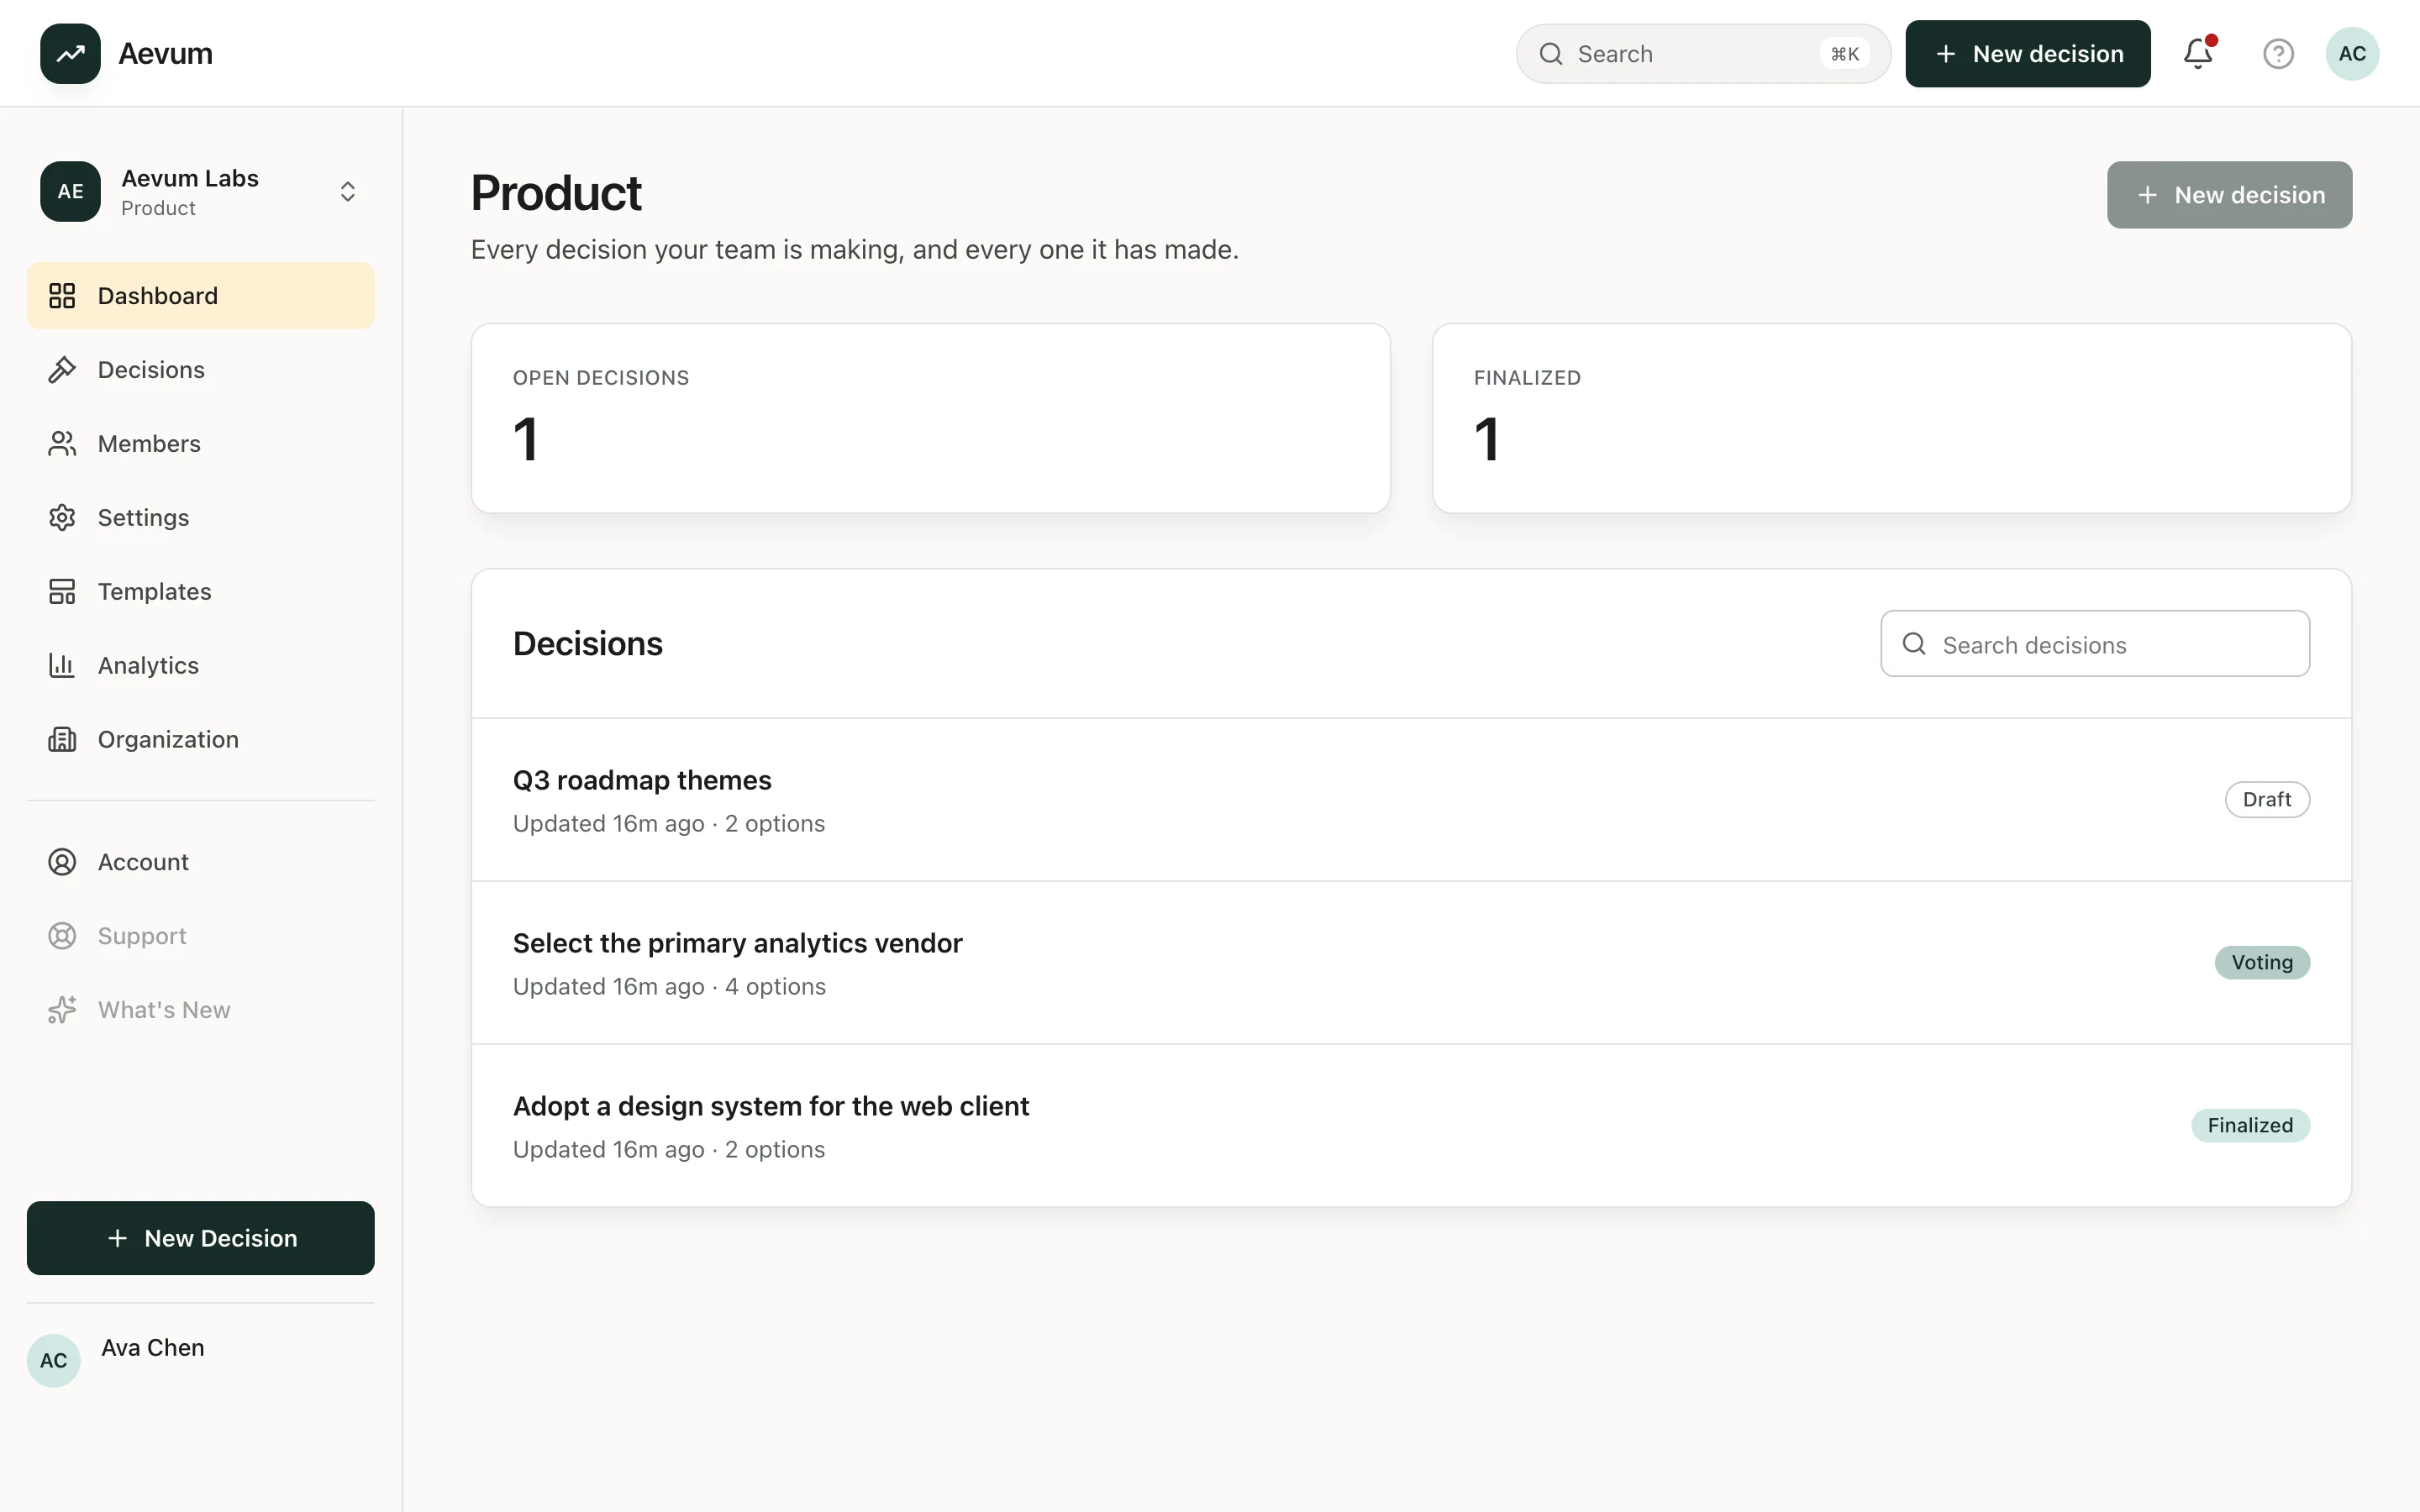 Aevum
Search
⌘K
New decision
AC
AE
Aevum Labs
Product
Dashboard
Decisions
Members
Settings
Templates
Analytics
Organization
Account
Support
What's New
New Decision
AC
Ava Chen
Product
Every decision your team is making, and every one it has made.
New decision
OPEN DECISIONS
1
FINALIZED
1
Decisions
Search decisions
Q3 roadmap themes
Updated 16m ago · 2 options
Draft
Select the primary analytics vendor
Updated 16m ago · 4 options
Voting
Adopt a design system for the web client
Updated 16m ago · 2 options
Finalized